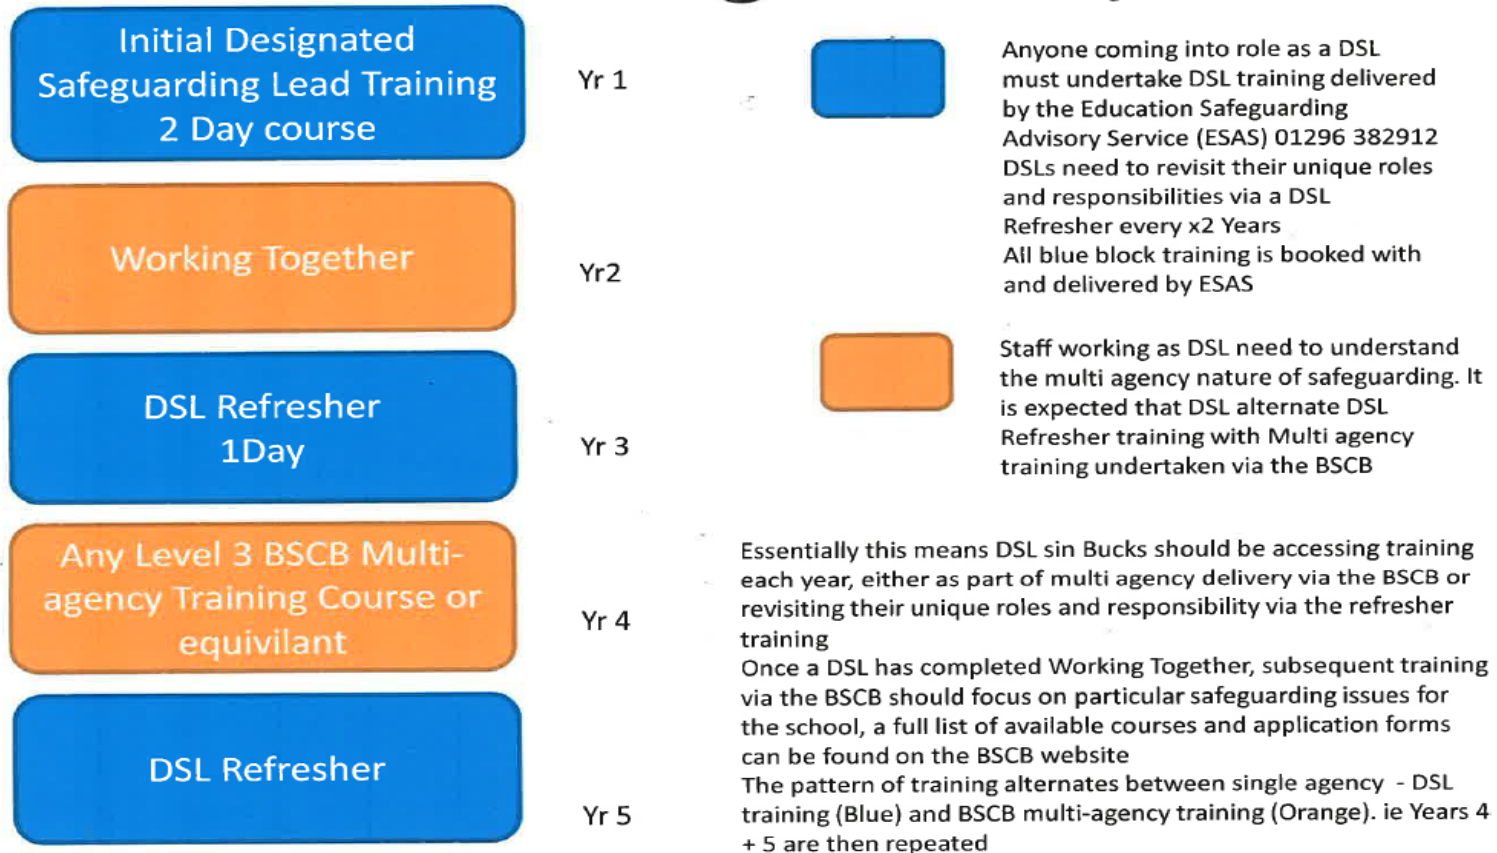 Initial Designated
Safeguarding Lead Training
2 Day course
Yr 1
Working Together
Yr2
DSL Refresher
1Day
Yr 3
Any Level 3 BSCB Multi-
agency Training Course or
equivilant
Yr 4
DSL Refresher
Yr 5
Anyone coming into role as a DSL
must undertake DSL training delivered
by the Education Safeguarding
Advisory Service (ESAS) 01296 382912
DSLs need to revisit their unique roles
and responsibilities via a DSL
Refresher every x2 Years
All blue block training is booked with
and delivered by ESAS
Staff working as DSL need to understand
the multi agency nature of safeguarding. It
is expected that DSL alternate DSL
Refresher training with Multi agency
training undertaken via the BSCB
Essentially this means DSL sin Bucks should be accessing training
each year, either as part of multi agency delivery via the BSCB or
revisiting their unique roles and responsibility via the refresher
training
Once a DSL has completed Working Together, subsequent training
via the BSCB should focus on particular safeguarding issues for
the school, a full list of available courses and application forms
can be found on the BSCB website
The pattern of training alternates between single agency - DSL
training (Blue) and BSCB multi-agency training (Orange). ie Years 4
+ 5 are then repeated